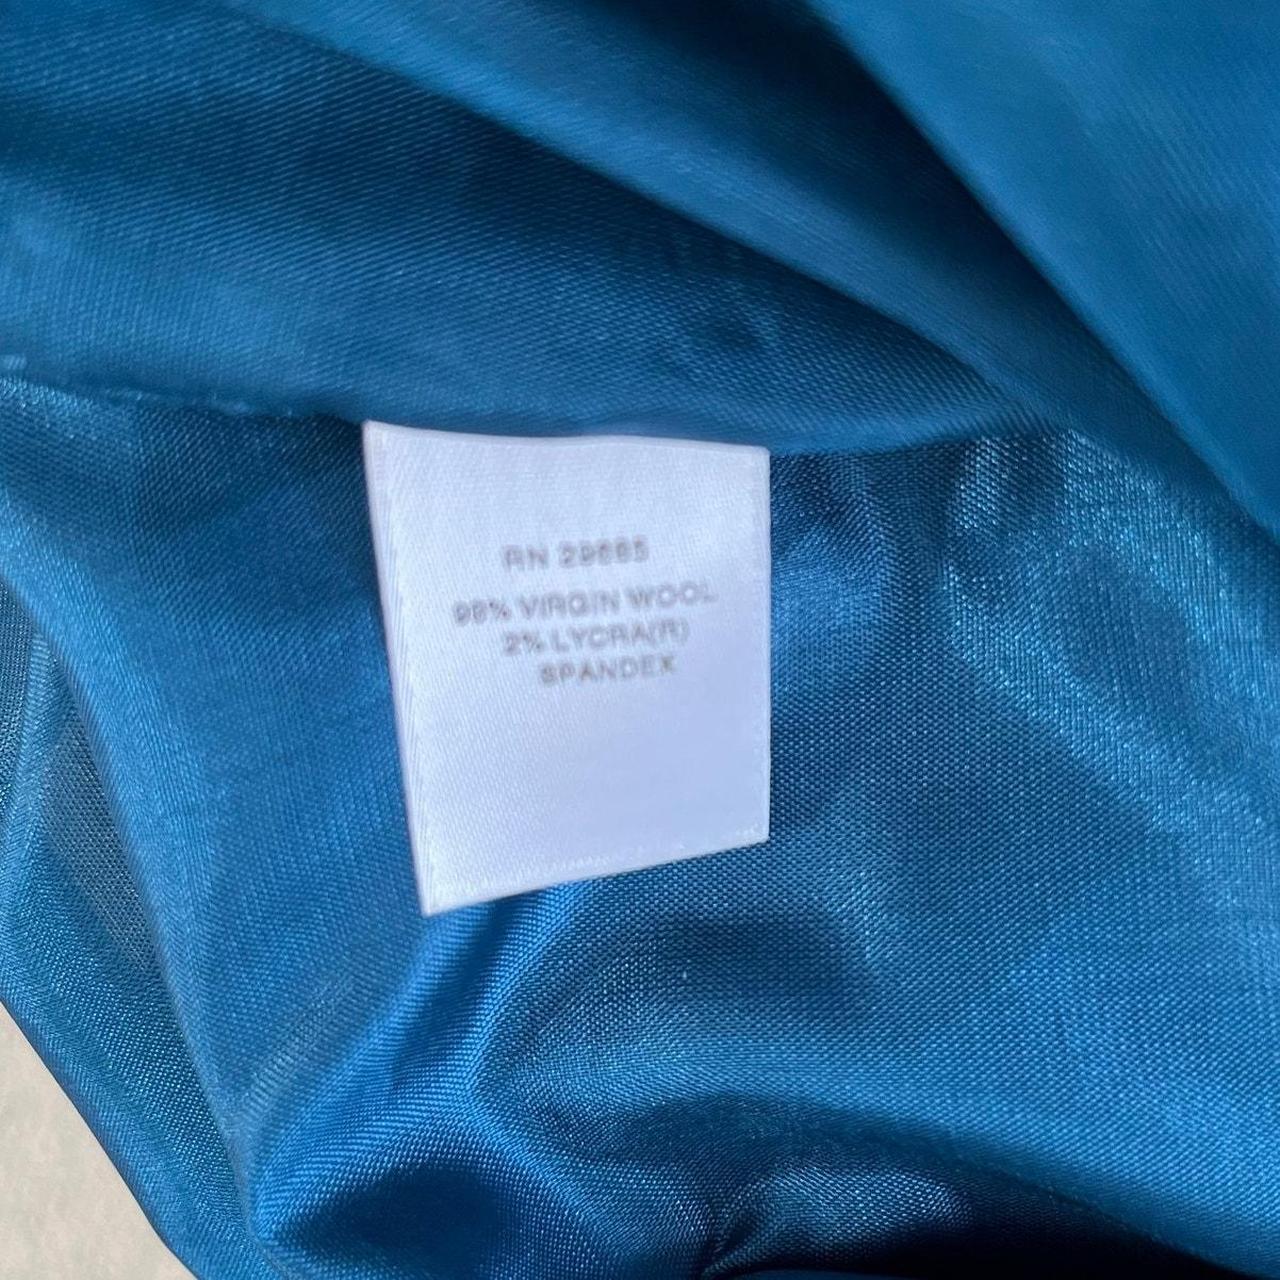 RN 29685
98% VIRGIN WOOL
2% LYCRA(R)
SPANDEX